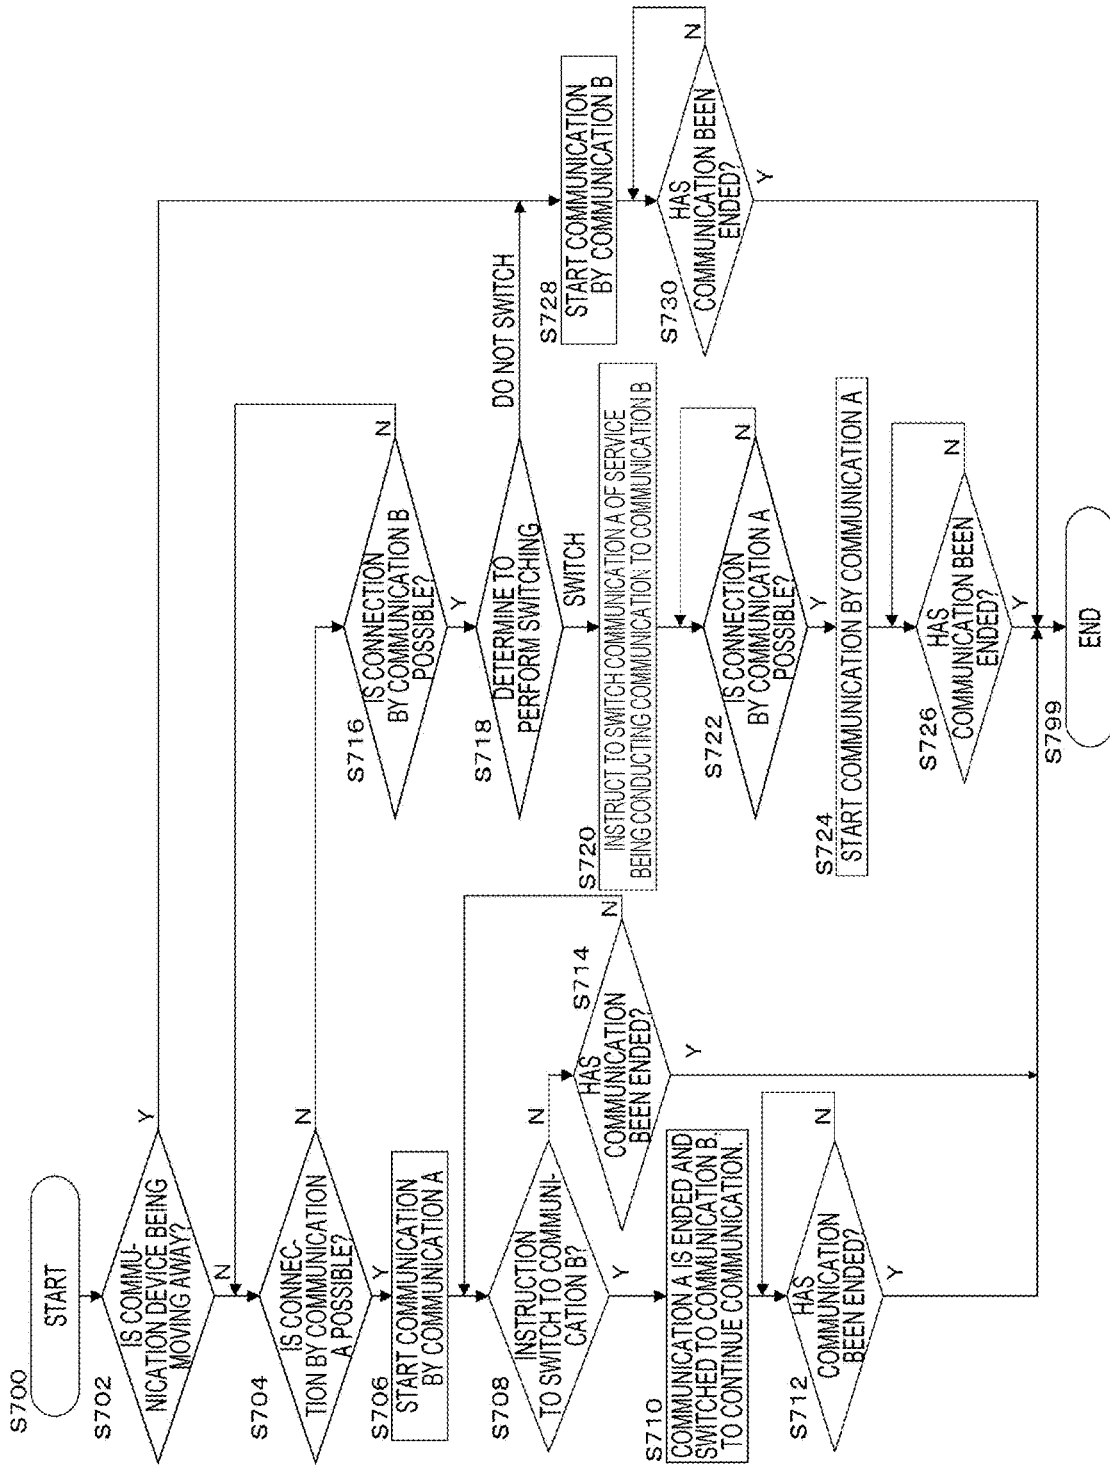 S700
START
S702
IS COMMU-
NICATION DEVICE BEING
MOVING AWAY?
Y
N
S704
IS CONNEC-
TION BY COMMUNICATION
A POSSIBLE?
N
Y
S706
START COMMUNICATION
BY COMMUNICATION A
S708
INSTRUCTION
TO SWITCH TO COMMUNI-
CATION B?
N
Y
S710
COMMUNICATION A IS ENDED AND
SWITCHED TO COMMUNICATION B.
TO CONTINUE COMMUNICATION.
S712
HAS
COMMUNICATION
BEEN ENDED?
N
Y
S714
HAS
COMMUNICATION
BEEN ENDED?
N
Y
S716
IS CONNECTION
BY COMMUNICATION B
POSSIBLE?
N
Y
S718
DETERMINE TO
PERFORM SWITCHING
DO NOT SWITCH
SWITCH
S720
INSTRUCT TO SWITCH COMMUNICATION A OF SERVICE
BEING CONDUCTING COMMUNICATION TO COMMUNICATION B
S722
IS CONNECTION
BY COMMUNICATION A
POSSIBLE?
N
Y
S724
START COMMUNICATION BY COMMUNICATION A
S726
HAS
COMMUNICATION BEEN
ENDED?
N
Y
S728
START COMMUNICATION
BY COMMUNICATION B
S730
HAS
COMMUNICATION BEEN
ENDED?
N
Y
S799
END